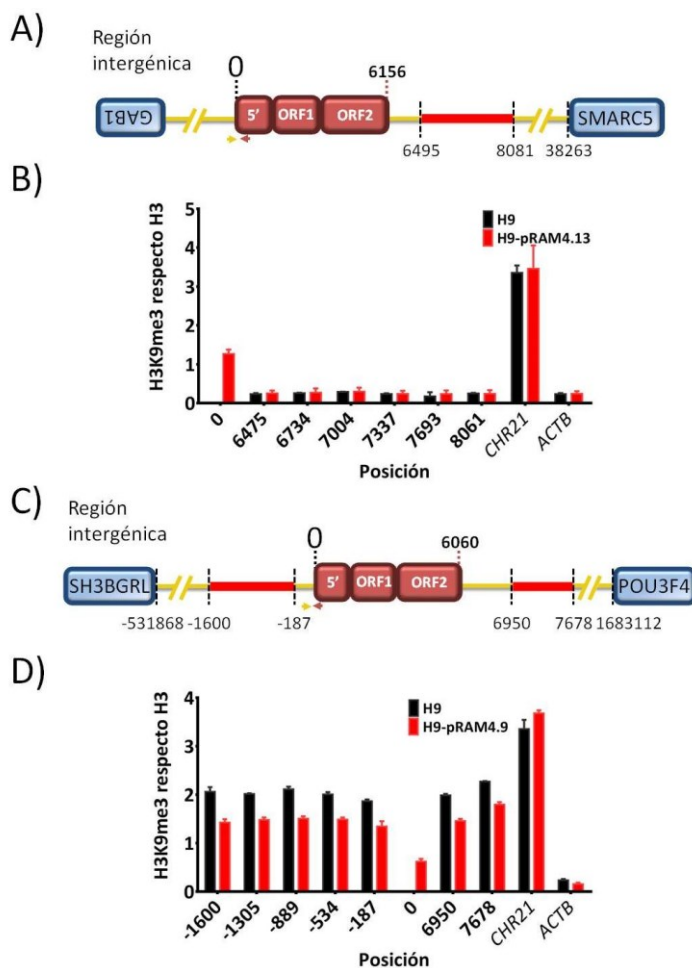 A)
Región
intergénica
0
6156
GAB1
5'
ORF1
ORF2
SMARC5
6495
8081
38263
B)
H3K9me3 respecto H3
5
4
3
2
1
0
H9
H9-pRAM4.13
0
6475
6734
7004
7337
7693
8061
CHR21
ACTB
Posición
C)
Región
intergénica
0
6060
SH3BGRL
5'
ORF1
ORF2
POU3F4
-531868
-1600
-187
6950
7678
1683112
D)
H3K9me3 respecto H3
4
3
2
1
0
H9
H9-pRAM4.9
-1600
-1305
-889
-534
-187
0
6950
7678
CHR21
ACTB
Posición